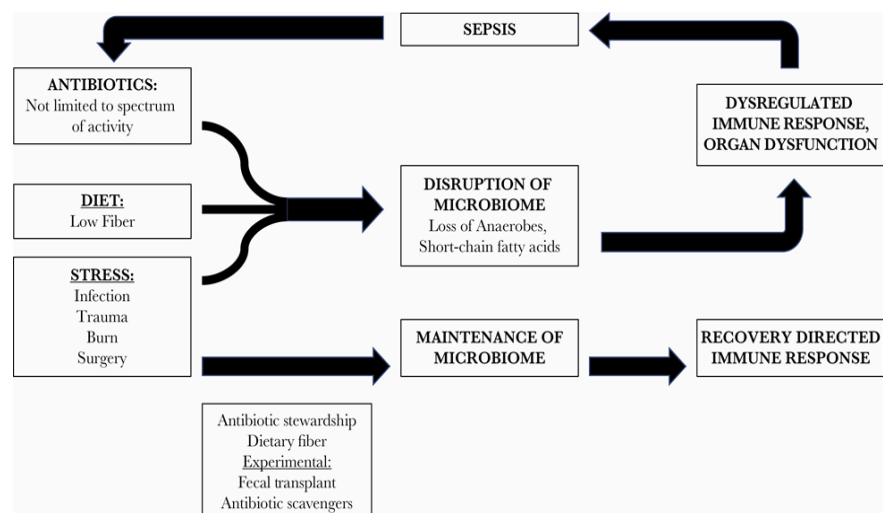 SEPSIS
ANTIBIOTICS:
Not limited to spectrum
of activity
DIET:
Low Fiber
STRESS:
Infection
Trauma
Burn
Surgery
DISRUPTION OF
MICROBIOME
Loss of Anaerobes,
Short-chain fatty acids
DYSREGULATED
IMMUNE RESPONSE,
ORGAN DYSFUNCTION
MAINTENANCE OF
MICROBIOME
RECOVERY DIRECTED
IMMUNE RESPONSE
Antibiotic stewardship
Dietary fiber
Experimental:
Fecal transplant
Antibiotic scavengers